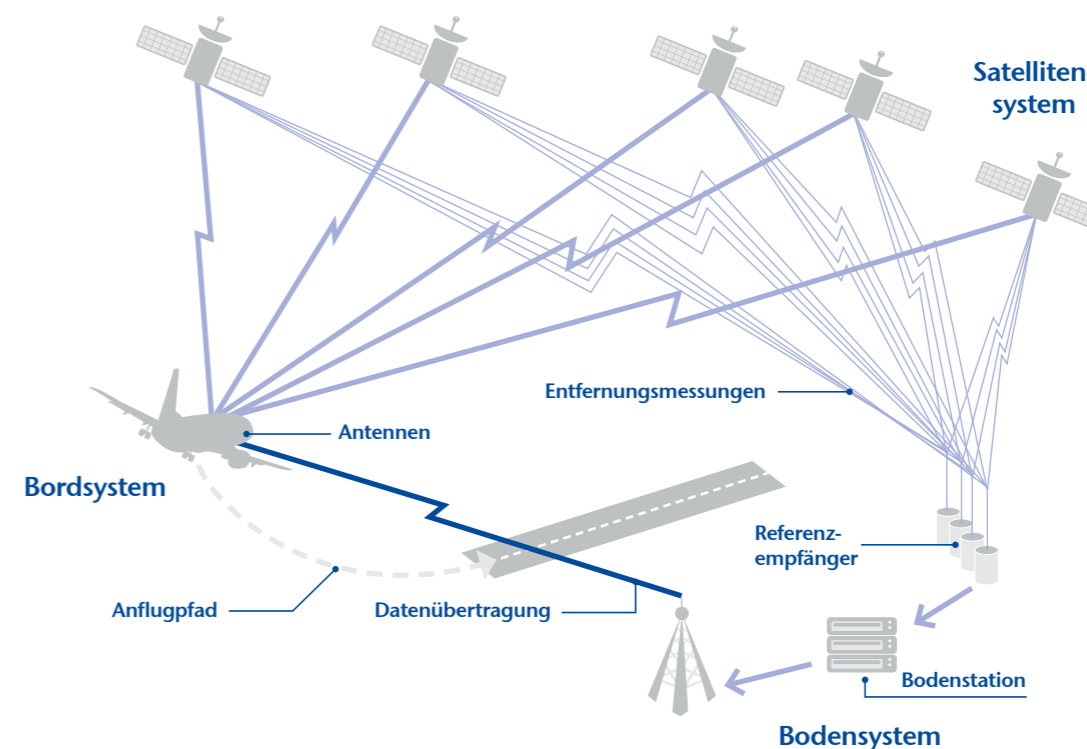 Satelliten
system
Entfernungsmessungen
Antennen
Bordsystem
Referenz-
empfänger
Anflugpfad
Datenübertragung
Bodenstation
Bodensystem